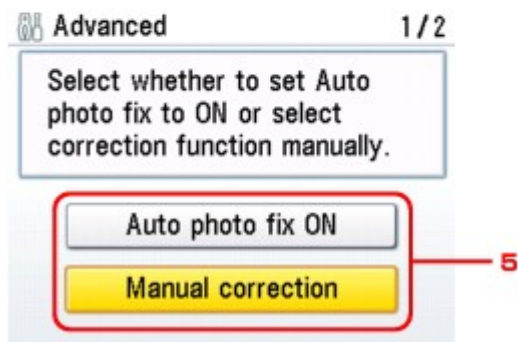 Advanced 1/2
Select whether to set Auto
photo fix to ON or select
correction function manually.
Auto photo fix ON
5
Manual correction